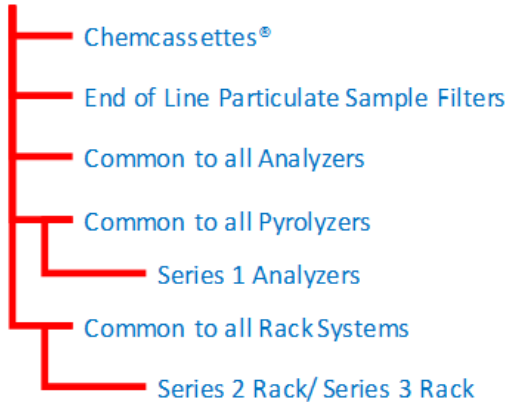 Chemcassettes®
End of Line Particulate Sample Filters
Common to all Analyzers
Common to all Pyrolyzers
Series 1 Analyzers
Common to all Rack Systems
Series 2 Rack/ Series 3 Rack